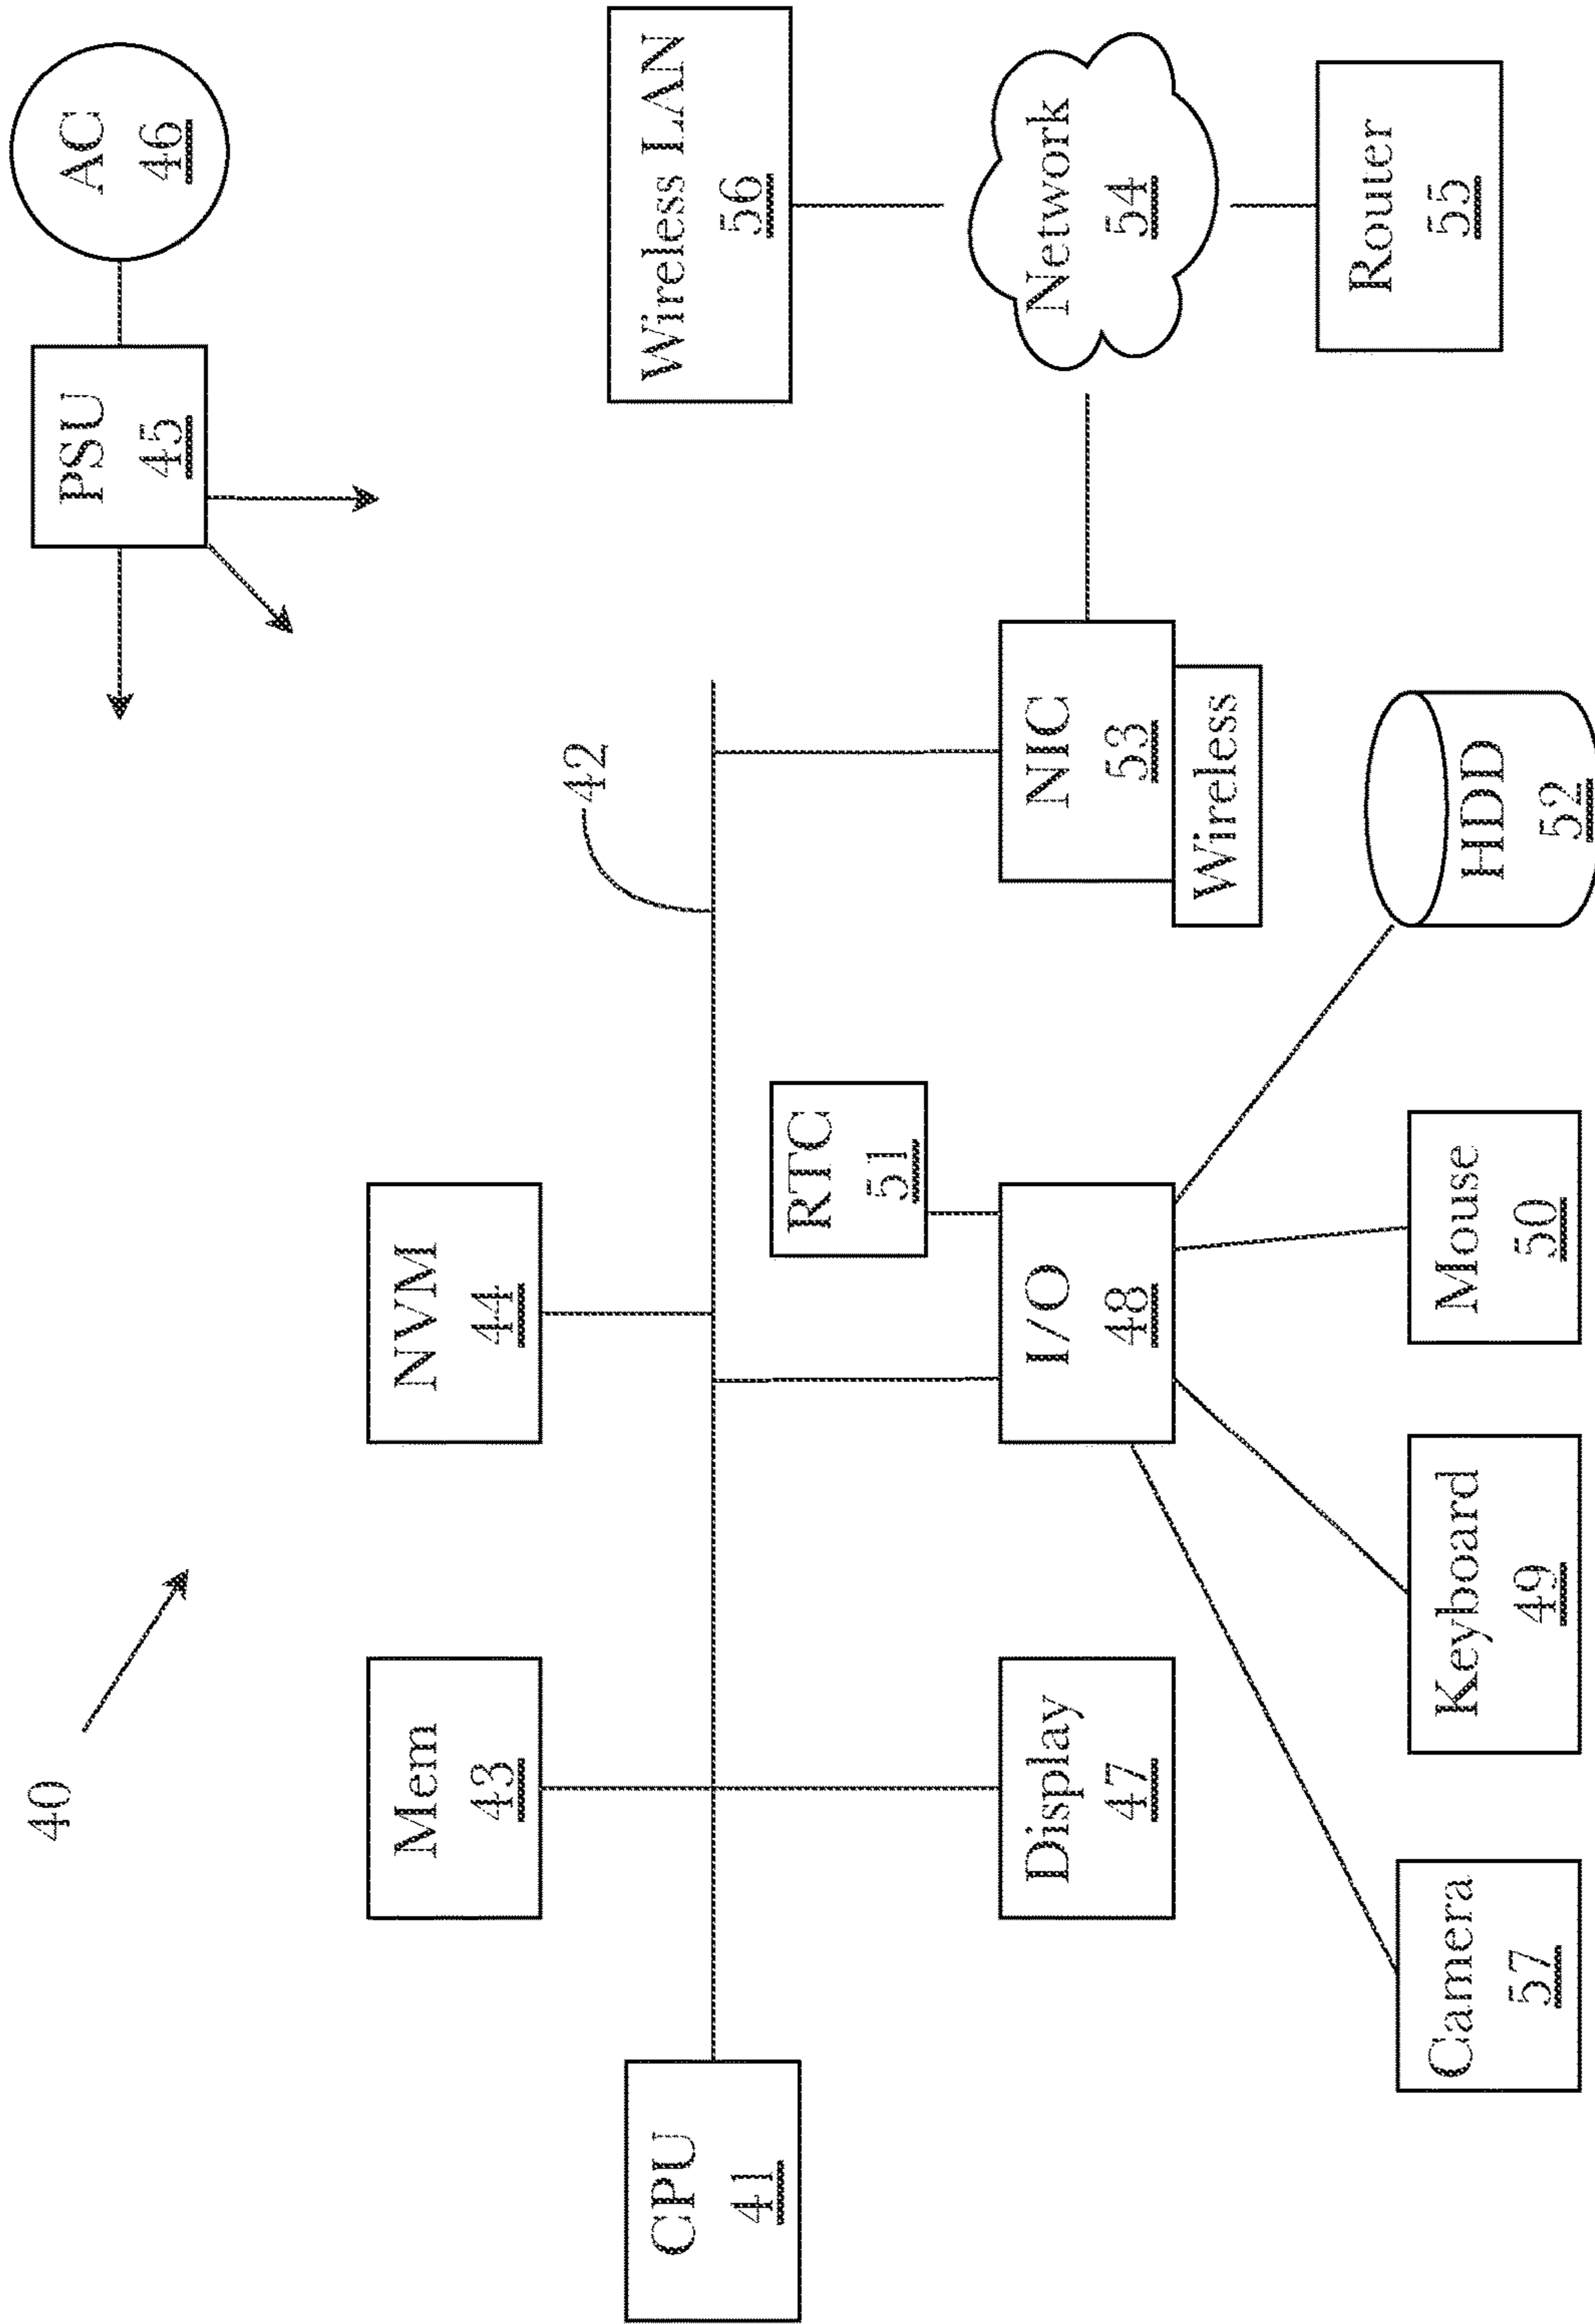 40
AC
46
PSU
45
Mem
43
NVM
44
42
CPU
41
Wireless LAN
56
RTC
51
Display
47
I/O
48
NIC
53
Wireless
Network
54
Camera
57
Keyboard
49
Mouse
50
HDD
52
Router
55